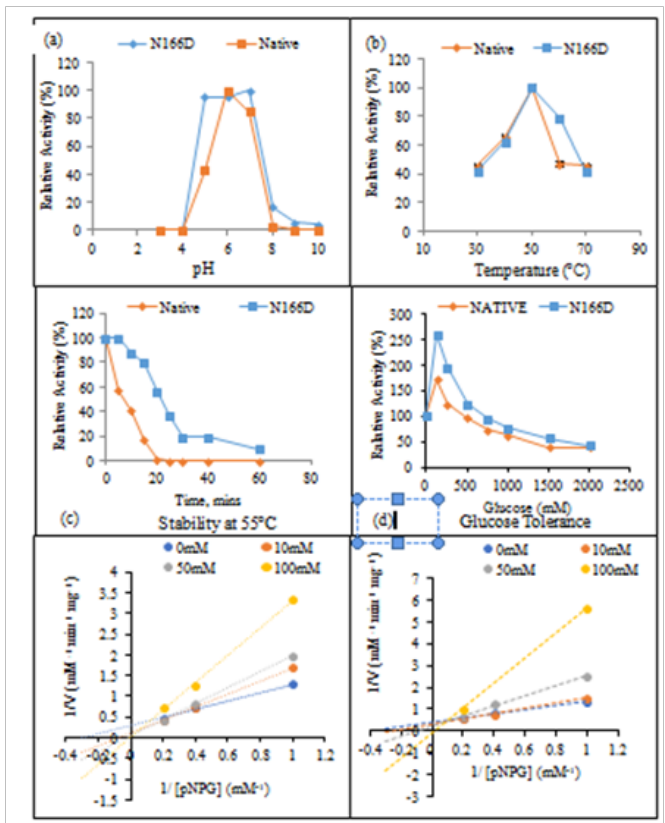 (a)
N166D Native
Relative Activity (%)
120
100
80
60
40
20
0
0 2 4 6 8 10
pH
(b)
Native N166D
Relative Activity (%)
120
100
80
60
40
20
0
10 30 50 70 90
Temperature (°C)
Native N166D
Relative Activity (%)
120
100
80
60
40
20
0
0 20 40 60 80
Time, mins
(c) Stability at 55°C
NATIVE N166D
Ralative Activity (%)
300
250
200
150
100
50
0
0 500 1000 1500 2000 2500
Glucose (mM)
(d) Glucose Tolerance
0mM 10mM
50mM 100mM
1/V (mM⁻¹ min⁻¹ mg⁻¹)
4
3.5
3
2.5
2
1.5
1
0.5
0
-0.5
-1
-1.5
-0.4 -0.2 0 0.2 0.4 0.6 0.8 1 1.2
1/ [pNPG] (mM⁻¹)
0mM 10mM
50mM 100mM
1/V (mM⁻¹ min⁻¹ mg⁻¹)
7
6
5
4
3
2
1
0
-1
-2
-3
-0.4 -0.2 0 0.2 0.4 0.6 0.8 1 1.2
1/ [pNPG] (mM⁻¹)